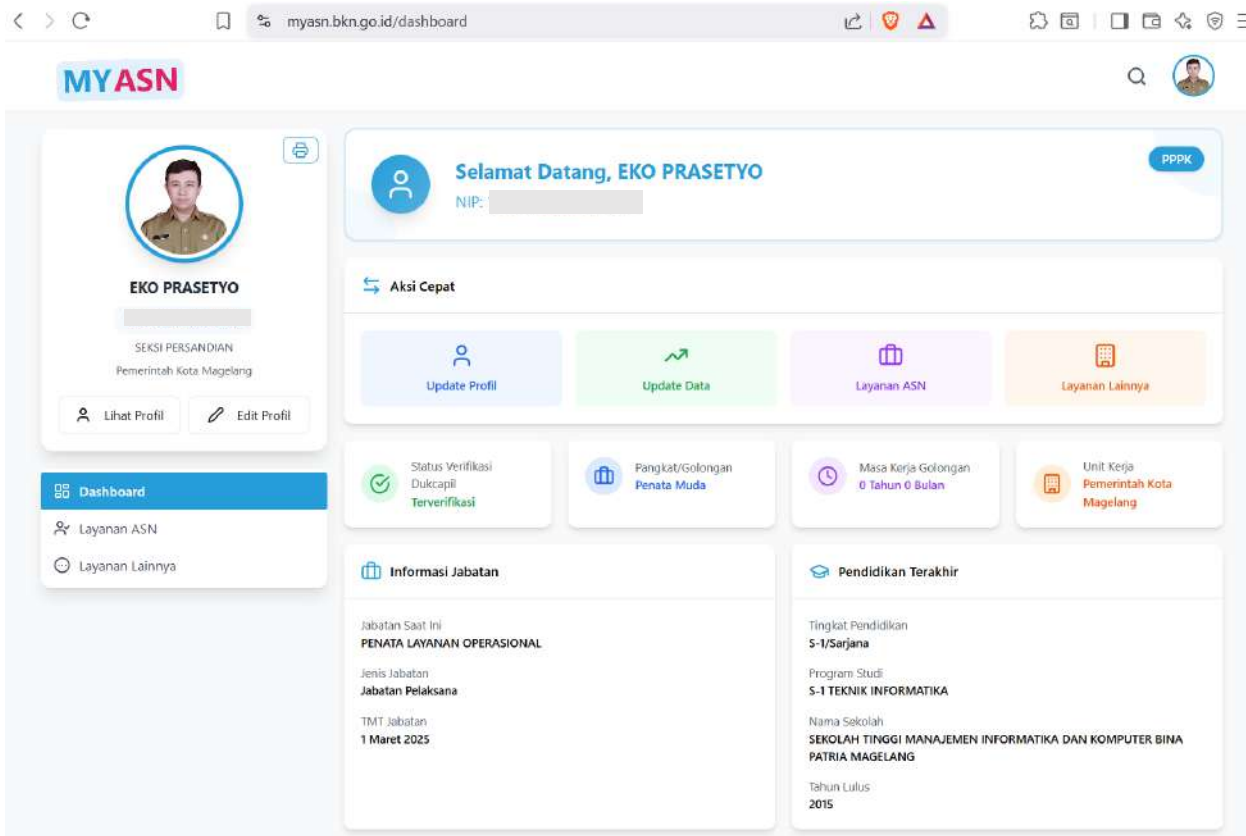 myasn.bkn.go.id/dashboard
MYASN
EKO PRASETYO
SEKSI PERSANDIAN
Pemerintah Kota Magelang
Lihat Profil
Edit Profil
Dashboard
Layanan ASN
Layanan Lainnya
Selamat Datang, EKO PRASETYO
NIP:
PPPK
Aksi Cepat
Update Profil
Update Data
Layanan ASN
Layanan Lainnya
Status Verifikasi
Dukcapil
Terverifikasi
Pangkat/Golongan
Penata Muda
Masa Kerja Golongan
0 Tahun 0 Bulan
Unit Kerja
Pemerintah Kota
Magelang
Informasi Jabatan
Jabatan Saat Ini
PENATA LAYANAN OPERASIONAL
Jenis Jabatan
Jabatan Pelaksana
TMT Jabatan
1 Maret 2025
Pendidikan Terakhir
Tingkat Pendidikan
S-1/Sarjana
Program Studi
S-1 TEKNIK INFORMATIKA
Nama Sekolah
SEKOLAH TINGGI MANAJEMEN INFORMATIKA DAN KOMPUTER BINA
PATRIA MAGELANG
Tahun Lulus
2015